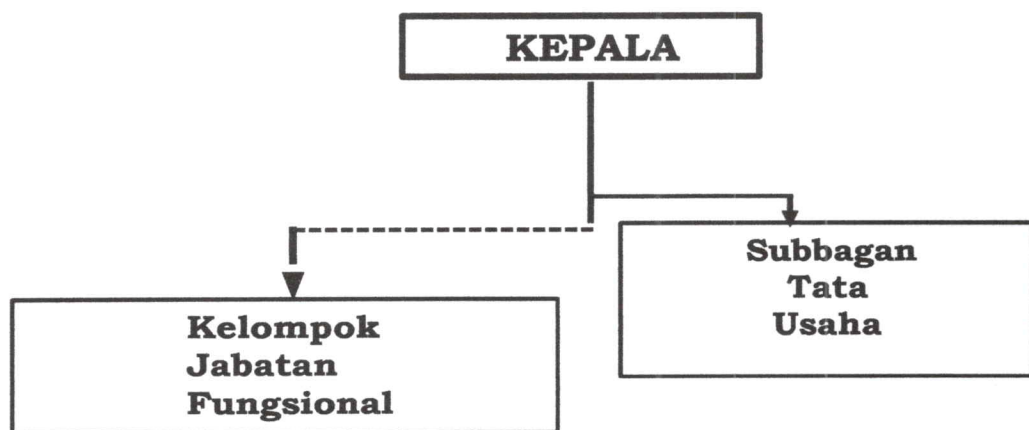 KEPALA
Subbagan
Tata
Usaha
Kelompok
Jabatan
Fungsional